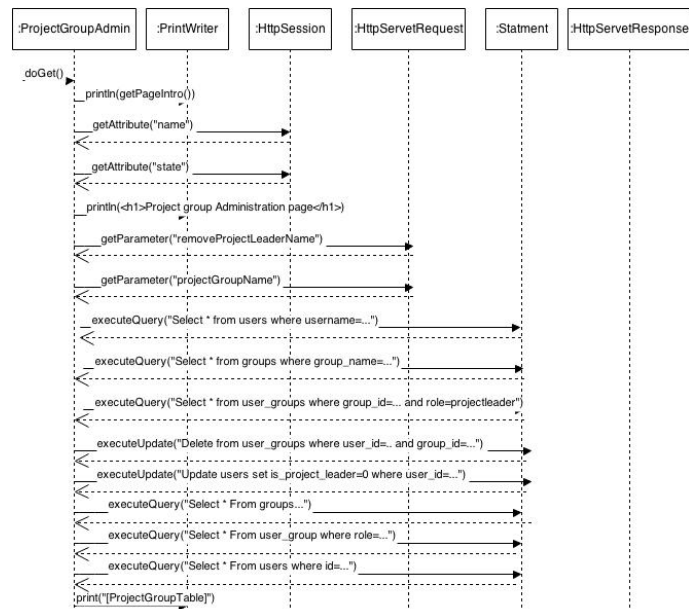 :ProjectGroupAdmin :PrintWriter :HttpSession :HttpServetRequest :Statment :HttpServetResponse
doGet()
println(getPageIntro())
getAttribute("name")
getAttribute("state")
println(<h1>Project group Administration page</h1>)
getParameter("removeProjectLeaderName")
getParameter("projectGroupName")
executeQuery("Select * from users where username=...")
executeQuery("Select * from groups where group_name=...")
executeQuery("Select * from user_groups where group_id=... and role=projectleader")
executeUpdate("Delete from user_groups where user_id=.. and group_id=...")
executeUpdate("Update users set is_project_leader=0 where user_id=...")
executeQuery("Select * From groups...")
executeQuery("Select * From user_group where role=...")
executeQuery("Select * From users where id=...")
print("[ProjectGroupTable]")